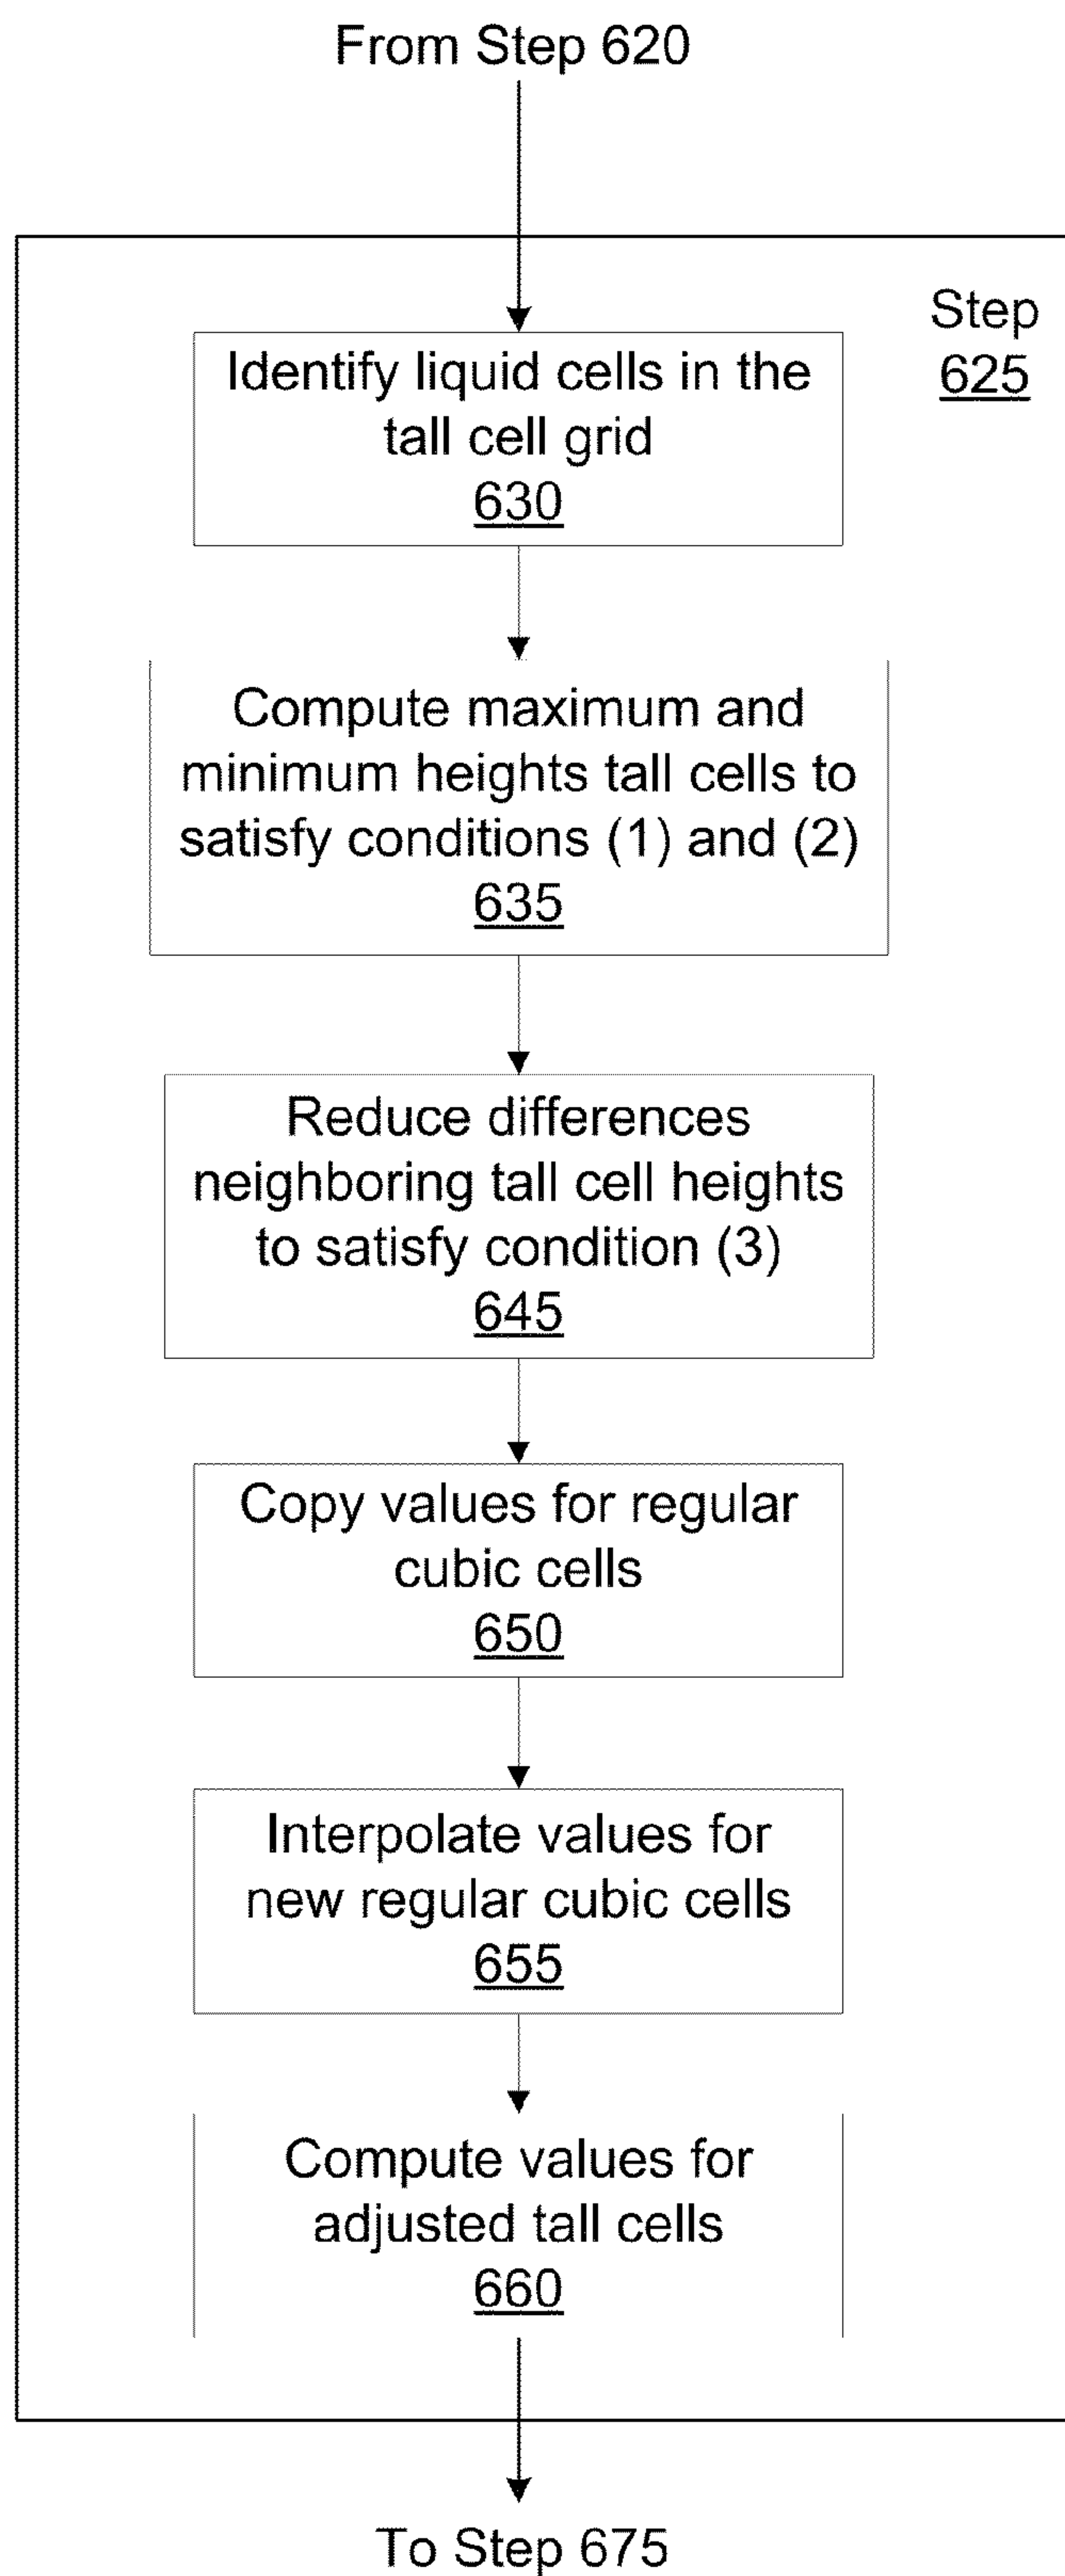 From Step 620
Step
625
Identify liquid cells in the
tall cell grid
630
Compute maximum and
minimum heights tall cells to
satisfy conditions (1) and (2)
635
Reduce differences
neighboring tall cell heights
to satisfy condition (3)
645
Copy values for regular
cubic cells
650
Interpolate values for
new regular cubic cells
655
Compute values for
adjusted tall cells
660
To Step 675